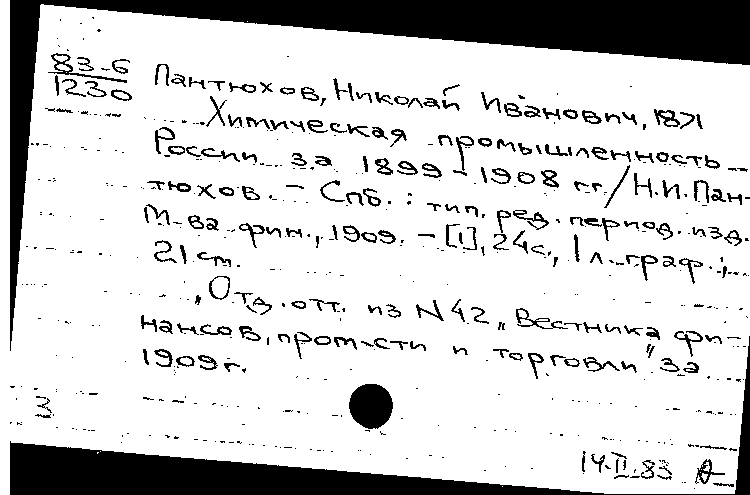 83-6
1230
Пантюхов, Николай Иванович, 1871
Химическая промышленность
России за 1899-1908 гг. / Н.И. Пан-
тюхов. - Спб. : тип. ред. период. изд.
М-ва фин., 1909. - [1], 24 с., 1 л. граф. ;
21 см.
Отд. отт. из N 42 „Вестника фи-
нансов, пром-сти и торговли" за
1909 г.
3
14.II.83